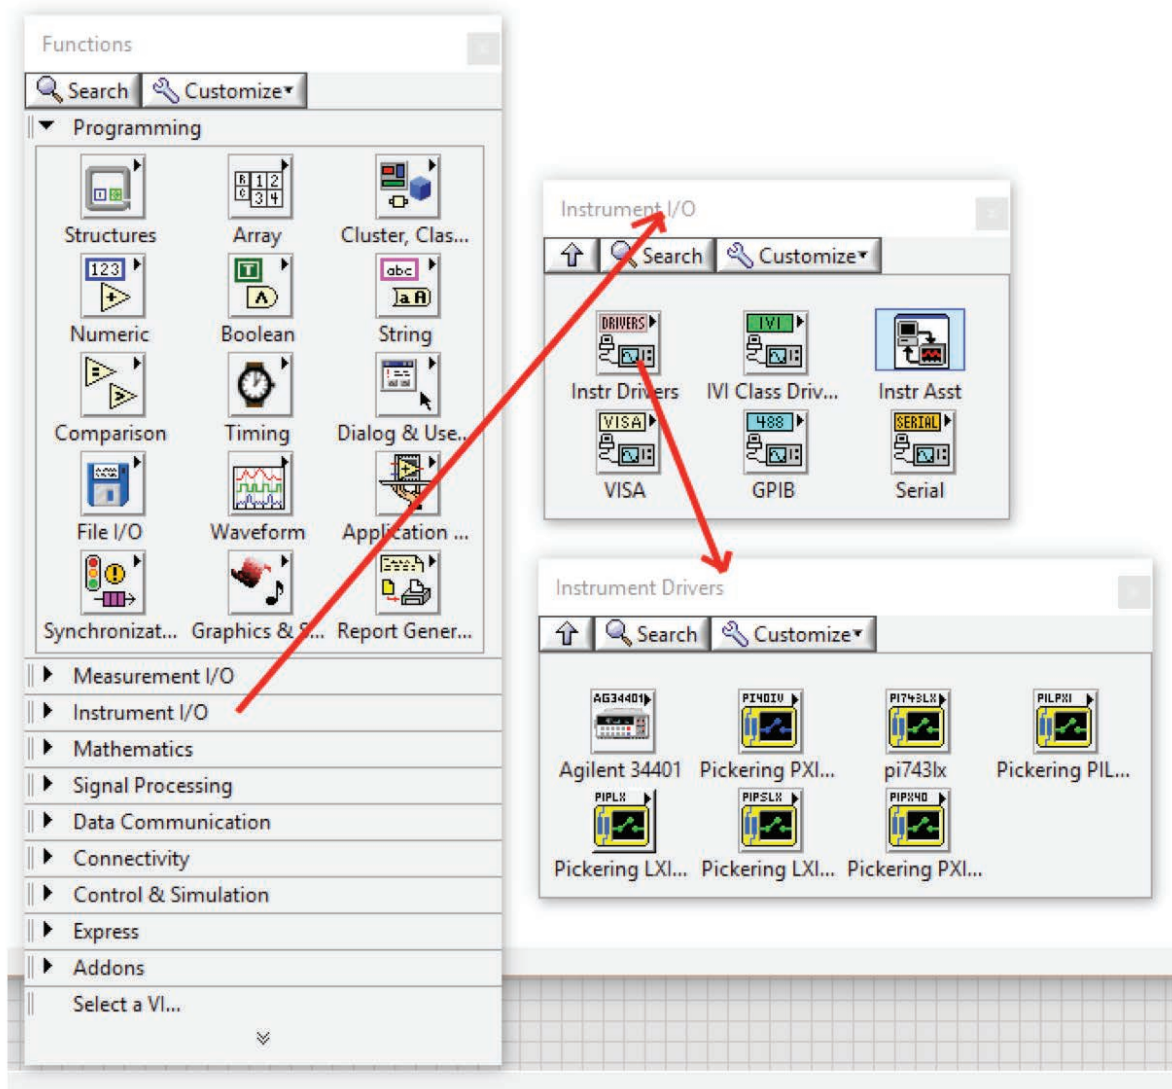 Functions
Search Customize
Programming
Structures Array Cluster, Clas...
123
Numeric Boolean String
T abc
a A
Comparison Timing Dialog & Use...
File I/O Waveform Application ...
Synchronizat... Graphics & S... Report Gener...
Measurement I/O
Instrument I/O
Mathematics
Signal Processing
Data Communication
Connectivity
Control & Simulation
Express
Addons
Select a VI...
Instrument I/O
Search Customize
DRIVERS IVI
Instr Drivers IVI Class Driv... Instr Asst
VISA 488 SERIAL
VISA GPIB Serial
Instrument Drivers
Search Customize
AG34401 PI40IV PI743LX PILPXI
Agilent 34401 Pickering PXI... pi743lx Pickering PIL...
PIPLX PIPSLX PIPX40
Pickering LXI... Pickering LXI... Pickering PXI...